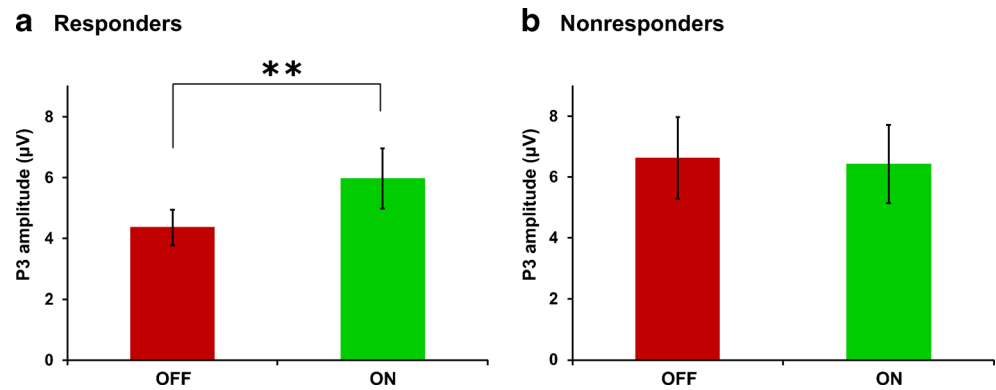 a Responders
**
P3 amplitude (µV)
8
6
4
2
0
OFF ON
b Nonresponders
P3 amplitude (µV)
8
6
4
2
0
OFF ON